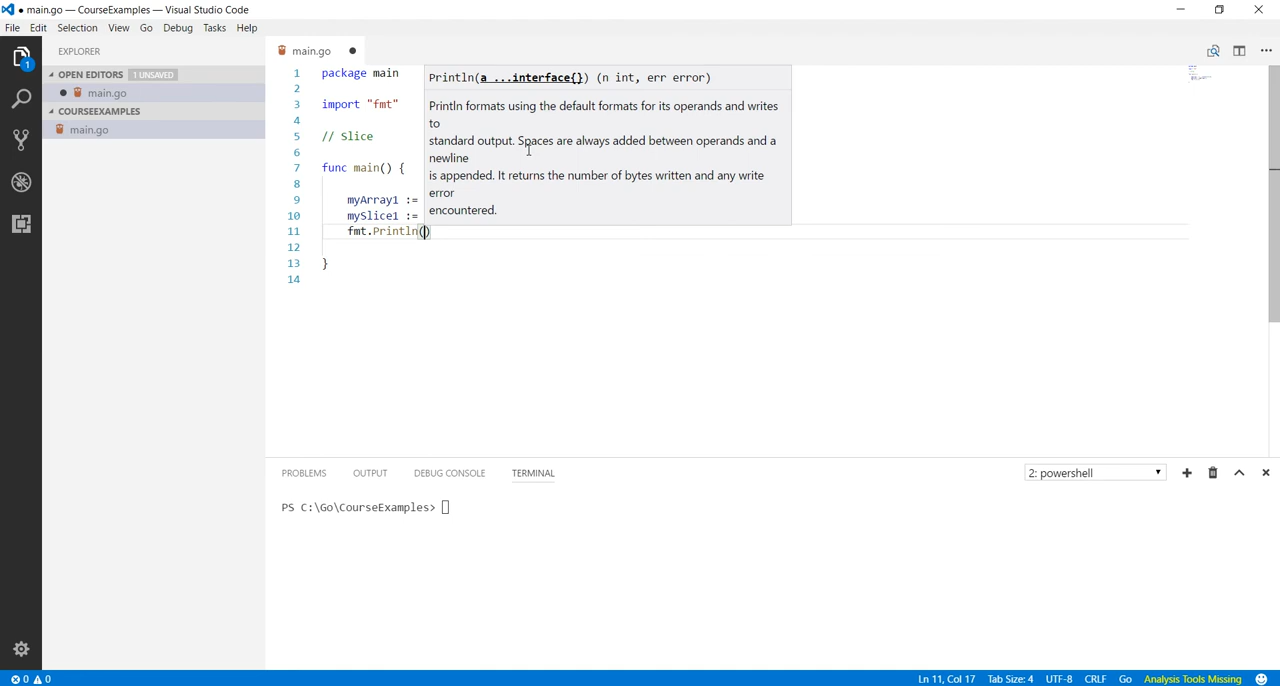 ● main.go — CourseExamples — Visual Studio Code
File Edit Selection View Go Debug Tasks Help
EXPLORER
OPEN EDITORS 1 UNSAVED
● main.go
COURSEEXAMPLES
main.go
1
main.go ●
1 package main
2
3 import "fmt"
4
5 // Slice
6
7 func main() {
8
9 myArray1 :=
10 mySlice1 :=
11 fmt.Println()
12
13 }
14
Println(a ...interface{}) (n int, err error)
Println formats using the default formats for its operands and writes
to
standard output. Spaces are always added between operands and a
newline
is appended. It returns the number of bytes written and any write
error
encountered.
PROBLEMS OUTPUT DEBUG CONSOLE TERMINAL
2: powershell
PS C:\Go\CourseExamples>
0 0
Ln 11, Col 17 Tab Size: 4 UTF-8 CRLF Go Analysis Tools Missing